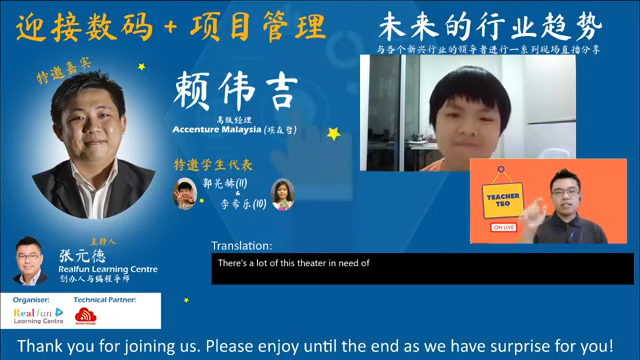 迎接数码 + 项目管理
未来的行业趋势
与各个新兴行业的领导者进行一系列现场直播分享
特邀嘉宾
赖伟吉
高级经理
Accenture Malaysia (埃森哲)
特邀学生代表
郭光赫(11)
&
李希乐(10)
TEACHER
TEO
ON LIVE
主持人
张元德
Realfun Learning Centre
创办人与编程导师
Translation:
There's a lot of this theater in need of
Organiser:
Realfun
Learning Centre
Technical Partner:
Thank you for joining us. Please enjoy until the end as we have surprise for you!